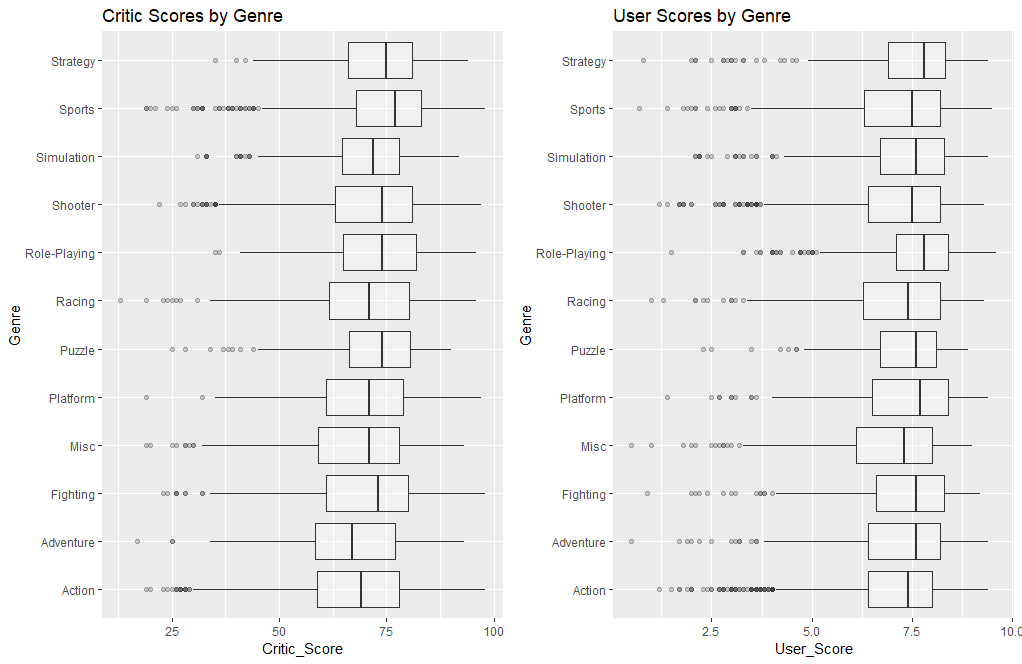 Critic Scores by Genre
Genre
Strategy
Sports
Simulation
Shooter
Role-Playing
Racing
Puzzle
Platform
Misc
Fighting
Adventure
Action
25 50 75 100
Critic_Score
User Scores by Genre
Genre
Strategy
Sports
Simulation
Shooter
Role-Playing
Racing
Puzzle
Platform
Misc
Fighting
Adventure
Action
2.5 5.0 7.5 10.0
User_Score